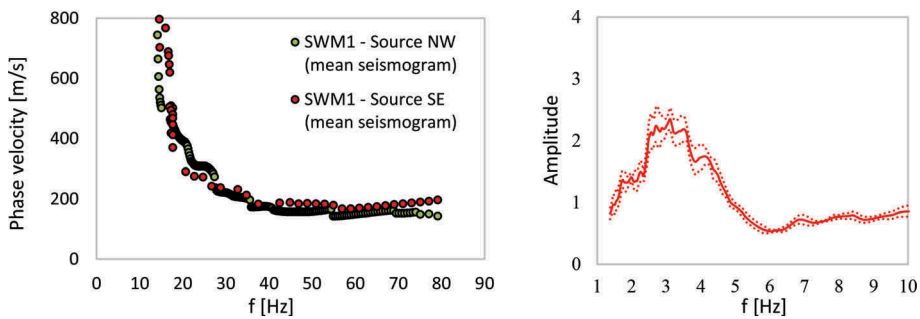 800
600
400
200
0
Phase velocity [m/s]
SWM1 - Source NW
(mean seismogram)
SWM1 - Source SE
(mean seismogram)
0 10 20 30 40 50 60 70 80 90
f [Hz]
4
3
2
1
0
Amplitude
1 2 3 4 5 6 7 8 9 10
f [Hz]